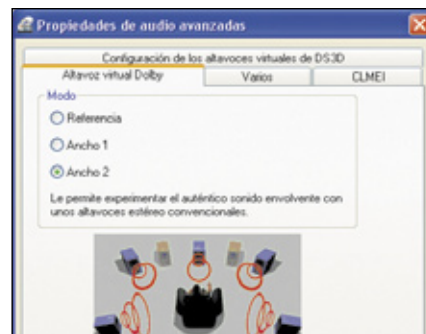 Propiedades de audio avanzadas
Configuración de los altavoces virtuales de DS3D
Altavoz virtual Dolby
Varios
CLMEI
Modo
Referencia
Ancho 1
Ancho 2
Le permite experimentar el auténtico sonido envolvente con
unos altavoces estéreo convencionales.